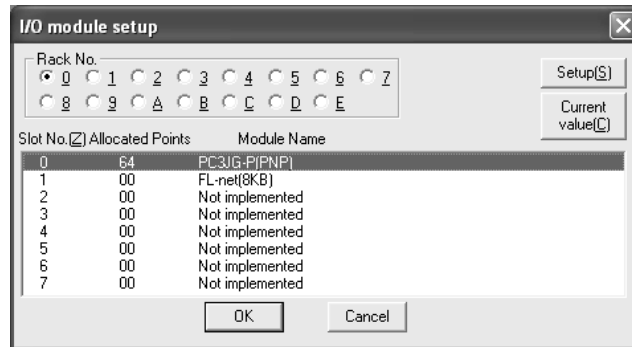 I/O module setup
Rack No.
0 1 2 3 4 5 6 7
8 9 A B C D E
Setup(S)
Current
value(C)
Slot No.(Z) Allocated Points Module Name
0 64 PC3JG-P(PNP)
1 00 FL-net(8KB)
2 00 Not implemented
3 00 Not implemented
4 00 Not implemented
5 00 Not implemented
6 00 Not implemented
7 00 Not implemented
OK Cancel